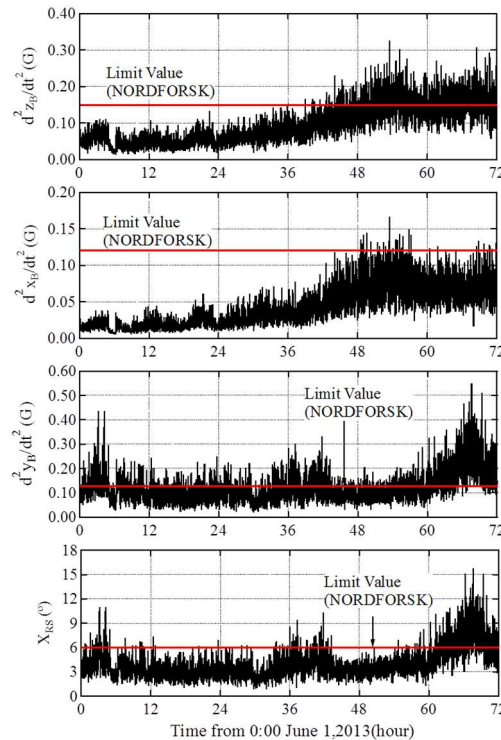 0.40
0.30
0.20
0.10
0.00
d²z_B/dt² (G)
Limit Value
(NORDFORSK)
0 12 24 36 48 60 72
0.20
0.15
0.10
0.05
0.00
d²x_B/dt² (G)
Limit Value
(NORDFORSK)
0 12 24 36 48 60 72
0.60
0.50
0.40
0.30
0.20
0.10
0.00
d²y_B/dt² (G)
Limit Value
(NORDFORSK)
0 12 24 36 48 60 72
18
15
12
9
6
3
0
X_RS (°)
Limit Value
(NORDFORSK)
0 12 24 36 48 60 72
Time from 0:00 June 1,2013(hour)